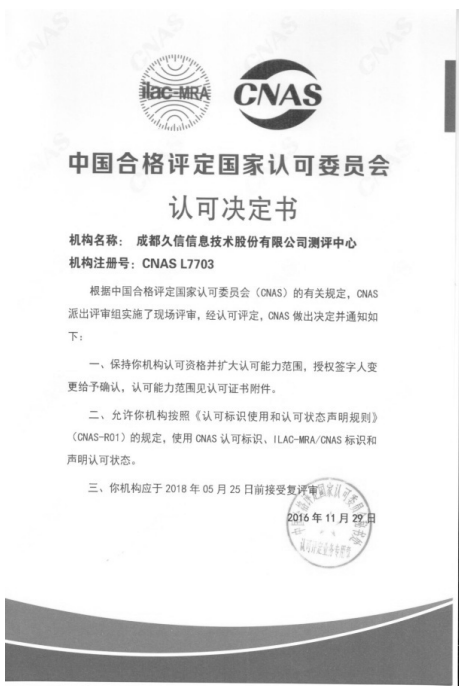 ilac-MRA
CNAS
中国合格评定国家认可委员会
认可决定书
机构名称： 成都久信信息技术股份有限公司测评中心
机构注册号：CNAS L7703
根据中国合格评定国家认可委员会（CNAS）的有关规定，CNAS
派出评审组实施了现场评审，经认可评定，CNAS 做出决定并通知如
下：
一、保持你机构认可资格并扩大认可能力范围，授权签字人变
更给予确认，认可能力范围见认可证书附件。
二、允许你机构按照《认可标识使用和认可状态声明规则》
（CNAS-R01）的规定，使用 CNAS 认可标识、ILAC-MRA/CNAS 标识和
声明认可状态。
三、你机构应于 2018 年 05 月 25 日前接受复评审。
2016 年 11 月 29 日